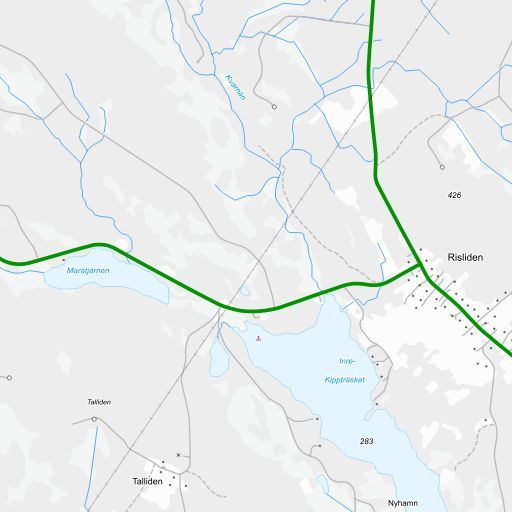 Kvarnån
426
Risliden
Maratjärnen
Inre-
Kippträsket
Talliden
283
Talliden
Nyhamn